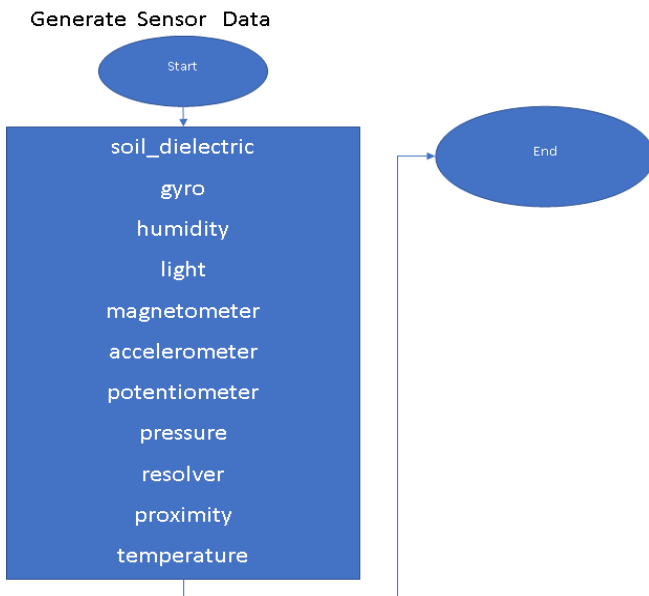 Generate Sensor Data
Start
soil_dielectric
gyro
humidity
light
magnetometer
accelerometer
potentiometer
pressure
resolver
proximity
temperature
End